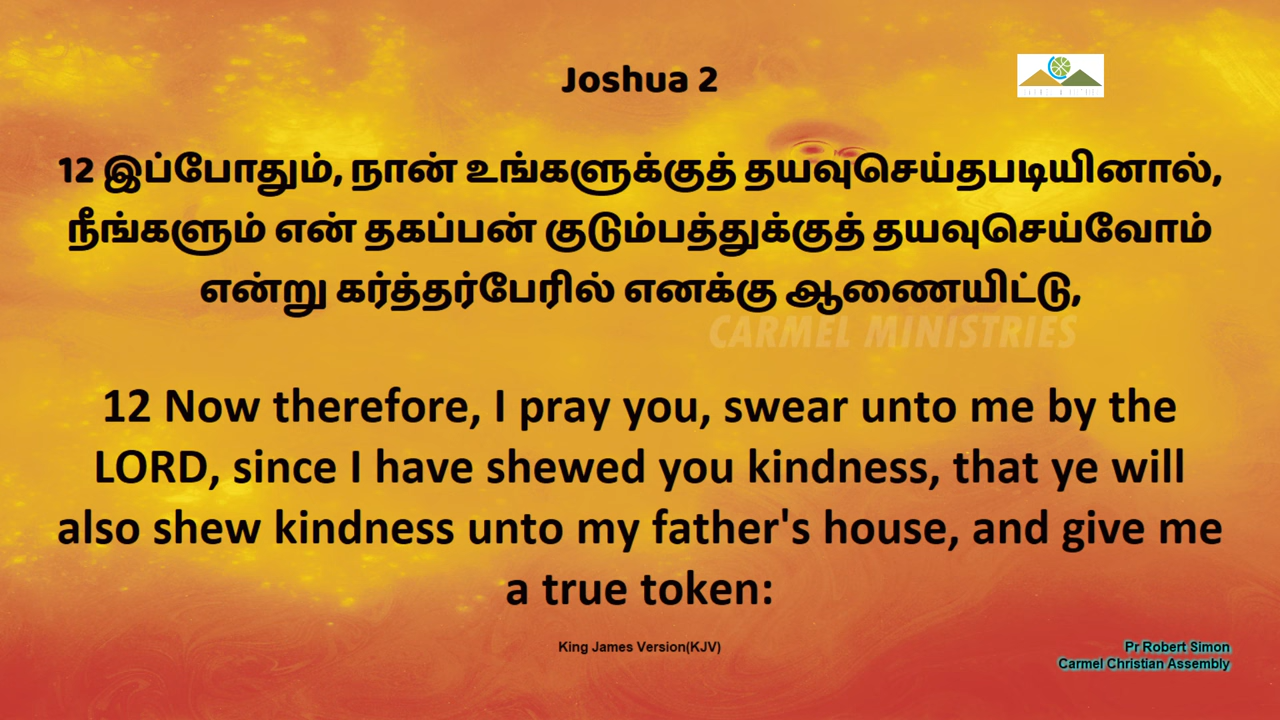 Joshua 2
12 இப்போதும், நான் உங்களுக்குத் தயவுசெய்தபடியினால்,
நீங்களும் என் தகப்பன் குடும்பத்துக்குத் தயவுசெய்வோம்
என்று கர்த்தர்பேரில் எனக்கு ஆணையிட்டு,
CARMEL MINISTRIES
12 Now therefore, I pray you, swear unto me by the
LORD, since I have shewed you kindness, that ye will
also shew kindness unto my father's house, and give me
a true token:
King James Version(KJV)
Pr Robert Simon
Carmel Christian Assembly